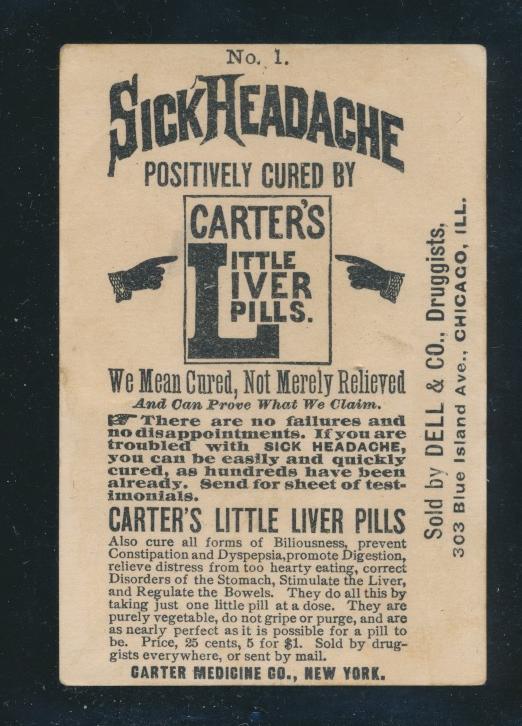 No. 1.
SICK HEADACHE
POSITIVELY CURED BY
CARTER'S
LITTLE
LIVER
PILLS.
We Mean Cured, Not Merely Relieved
And Can Prove What We Claim.
☞ There are no failures and
no disappointments. If you are
troubled with SICK HEADACHE,
you can be easily and quickly
cured, as hundreds have been
already. Send for sheet of test-
imonials.
CARTER'S LITTLE LIVER PILLS
Also cure all forms of Biliousness, prevent
Constipation and Dyspepsia, promote Digestion,
relieve distress from too hearty eating, correct
Disorders of the Stomach, Stimulate the Liver,
and Regulate the Bowels. They do all this by
taking just one little pill at a dose. They are
purely vegetable, do not gripe or purge, and are
as nearly perfect as it is possible for a pill to
be. Price, 25 cents, 5 for $1. Sold by drug-
gists everywhere, or sent by mail.
CARTER MEDICINE CO., NEW YORK.
Sold by DELL & CO., Druggists,
303 Blue Island Ave., CHICAGO, ILL.